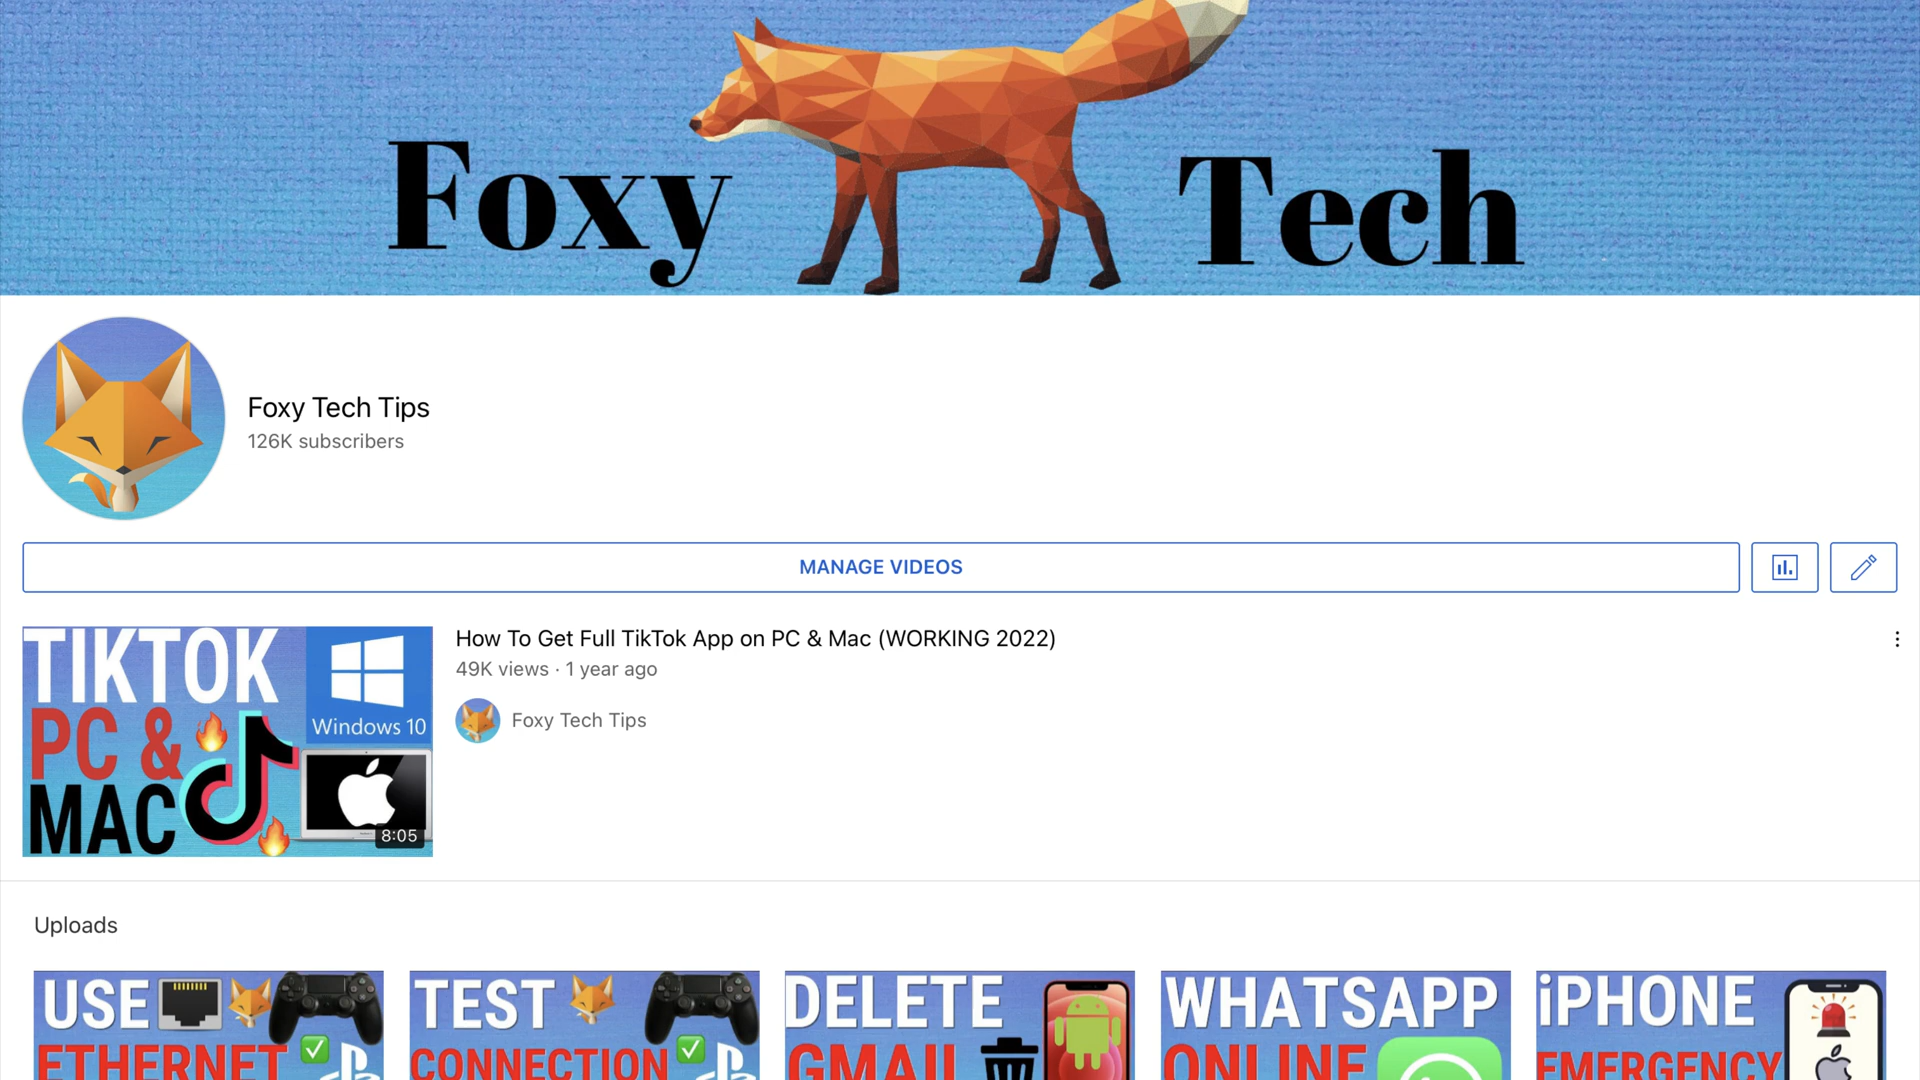 Foxy Tech
Foxy Tech Tips
126K subscribers
MANAGE VIDEOS
TIKTOK
PC &
MAC
Windows 10
8:05
How To Get Full TikTok App on PC & Mac (WORKING 2022)
49K views · 1 year ago
Foxy Tech Tips
Uploads
USE
ETHERNET
TEST
CONNECTION
DELETE
GMAIL
WHATSAPP
ONLINE
iPHONE
EMERGENCY